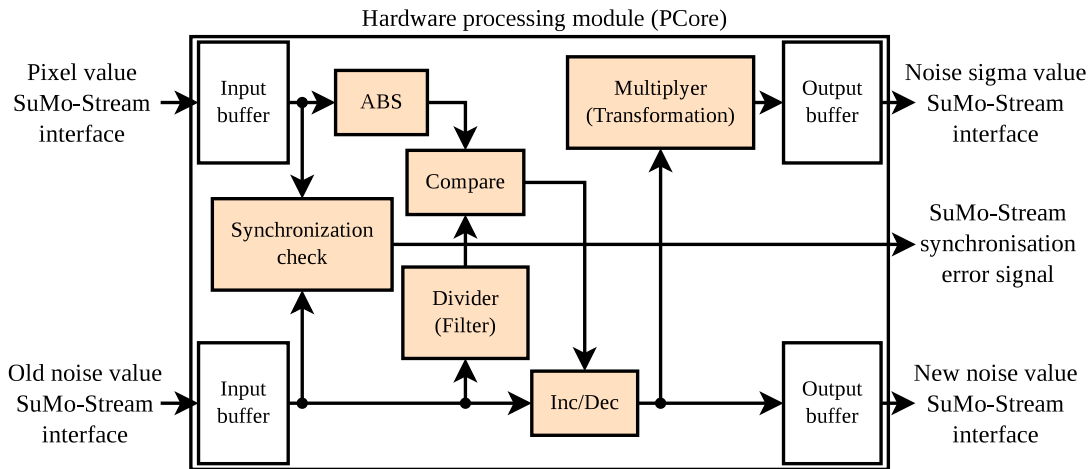 Hardware processing module (PCore)
Pixel value
SuMo-Stream
interface
Input
buffer
ABS
Multiplyer
(Transformation)
Output
buffer
Noise sigma value
SuMo-Stream
interface
Compare
Synchronization
check
SuMo-Stream
synchronisation
error signal
Divider
(Filter)
Old noise value
SuMo-Stream
interface
Input
buffer
Inc/Dec
Output
buffer
New noise value
SuMo-Stream
interface